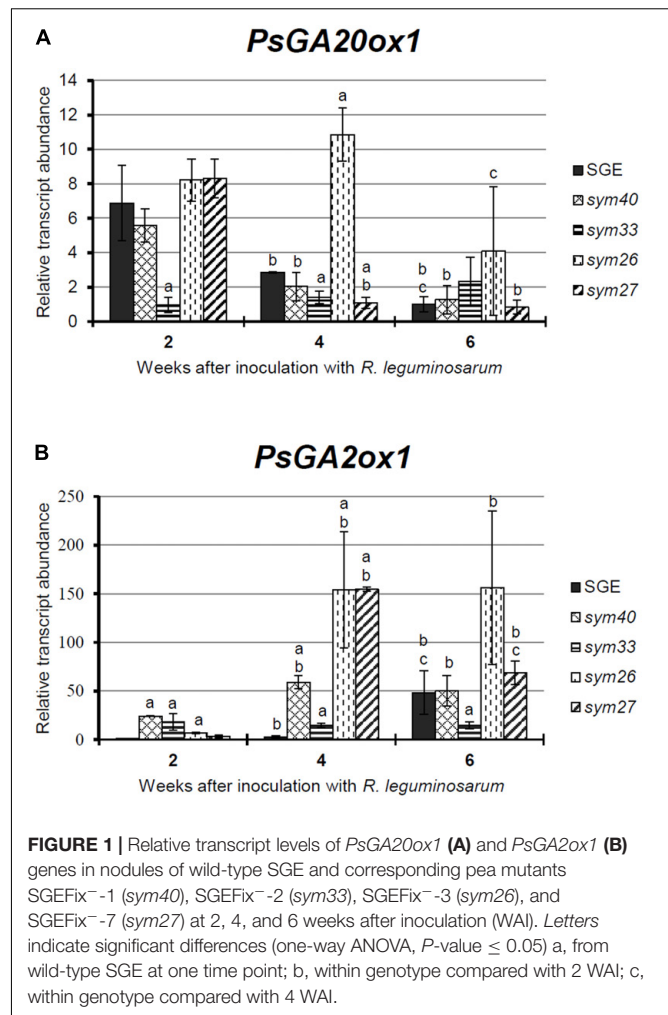 A
PsGA20ox1
Relative transcript abundance
14
12
10
8
6
4
2
0
a
b b a a b
a
b c b c b
2 4 6
Weeks after inoculation with R. leguminosarum
SGE
sym40
sym33
sym26
sym27
B
PsGA2ox1
Relative transcript abundance
250
200
150
100
50
0
a a a
b a b a a b a b
b c b a b b c
2 4 6
Weeks after inoculation with R. leguminosarum
SGE
sym40
sym33
sym26
sym27
FIGURE 1 | Relative transcript levels of PsGA20ox1 (A) and PsGA2ox1 (B)
genes in nodules of wild-type SGE and corresponding pea mutants
SGEFix⁻-1 (sym40), SGEFix⁻-2 (sym33), SGEFix⁻-3 (sym26), and
SGEFix⁻-7 (sym27) at 2, 4, and 6 weeks after inoculation (WAI). Letters
indicate significant differences (one-way ANOVA, P-value ≤ 0.05) a, from
wild-type SGE at one time point; b, within genotype compared with 2 WAI; c,
within genotype compared with 4 WAI.